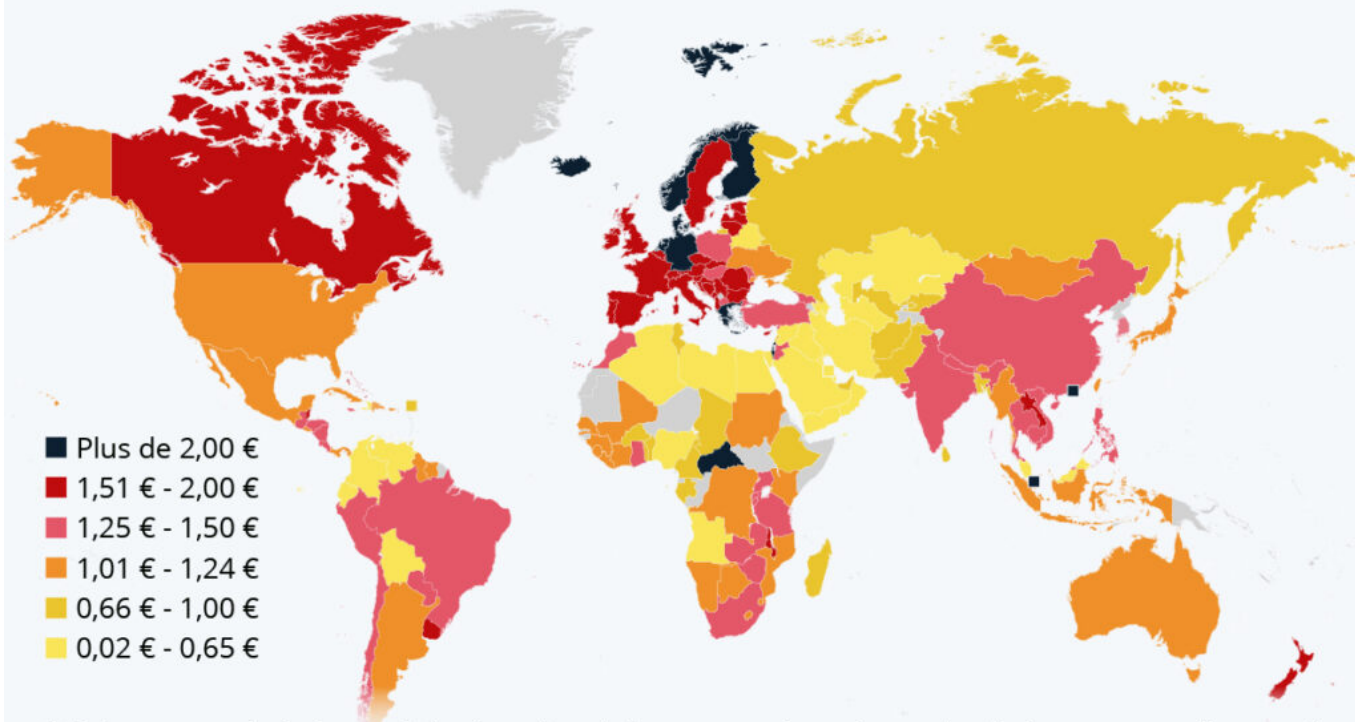 Plus de 2,00 €
1,51 € - 2,00 €
1,25 € - 1,50 €
1,01 € - 1,24 €
0,66 € - 1,00 €
0,02 € - 0,65 €